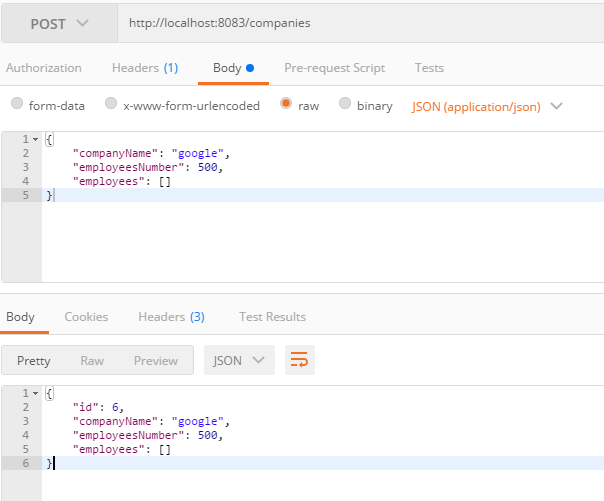 POST http://localhost:8083/companies
Authorization Headers (1) Body Pre-request Script Tests
form-data x-www-form-urlencoded raw binary JSON (application/json)
1 {
2 "companyName": "google",
3 "employeesNumber": 500,
4 "employees": []
5 }
Body Cookies Headers (3) Test Results
Pretty Raw Preview JSON
1 {
2 "id": 6,
3 "companyName": "google",
4 "employeesNumber": 500,
5 "employees": []
6 }